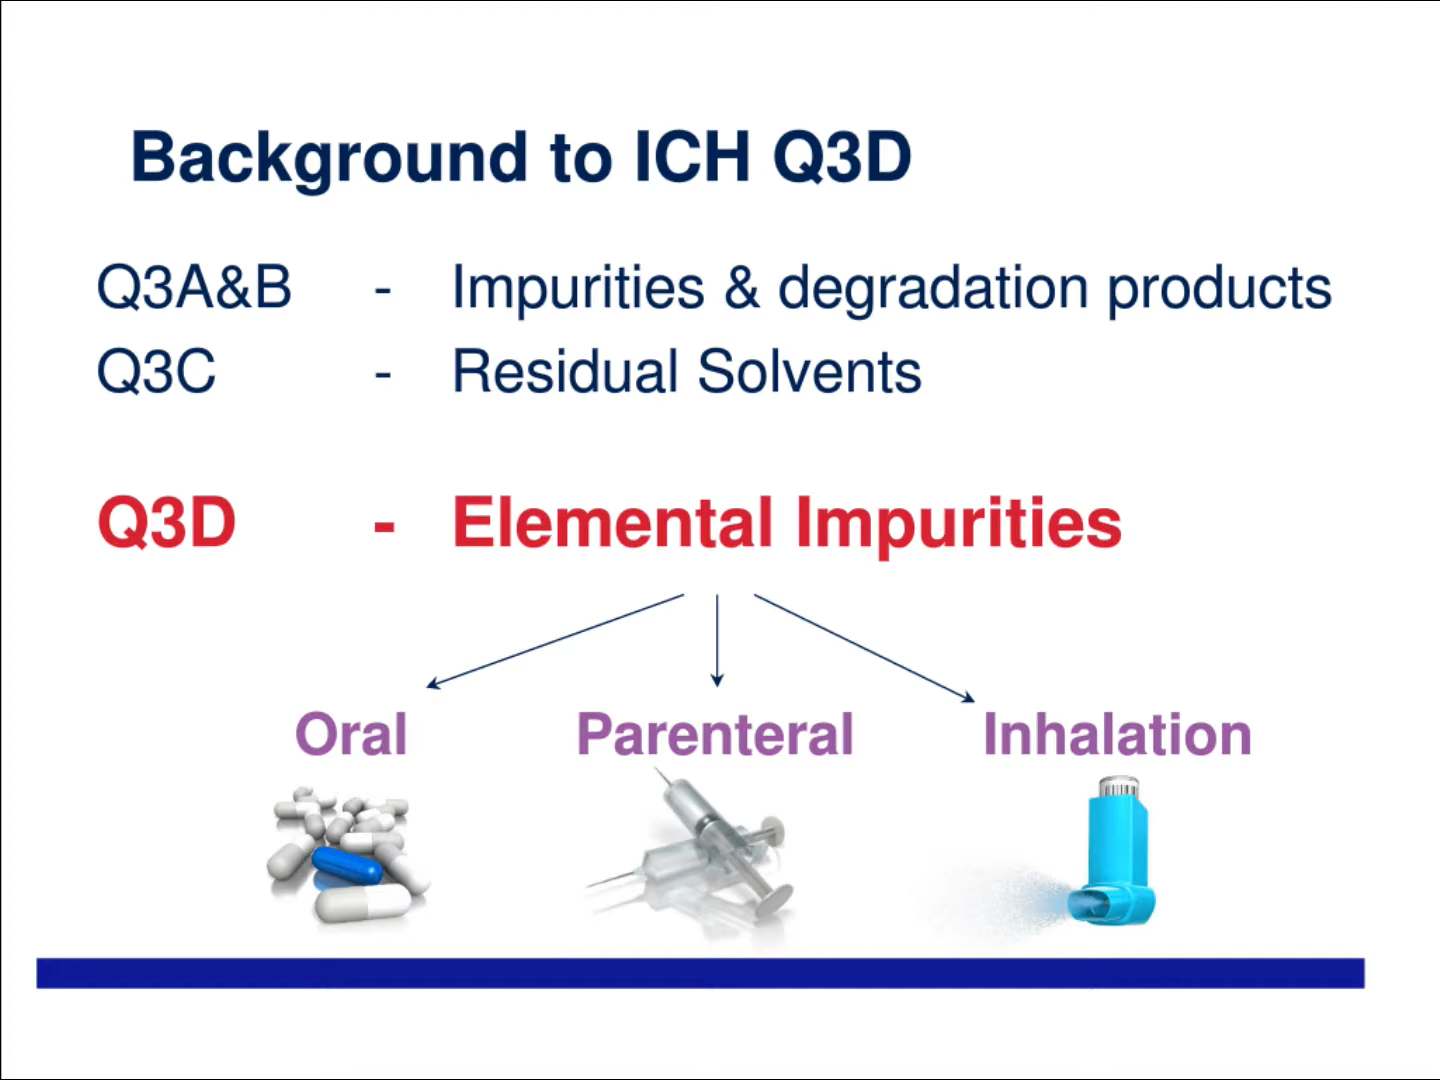 Background to ICH Q3D
Q3A&B - Impurities & degradation products
Q3C - Residual Solvents
Q3D - Elemental Impurities
Oral Parenteral Inhalation